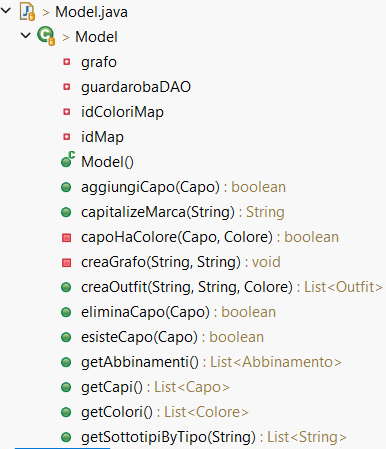 > Model.java
> Model
grafo
guardarobaDAO
idColoriMap
idMap
Model()
aggiungiCapo(Capo) : boolean
capitalizeMarca(String) : String
capoHaColore(Capo, Colore) : boolean
creaGrafo(String, String) : void
creaOutfit(String, String, Colore) : List<Outfit>
eliminaCapo(Capo) : boolean
esisteCapo(Capo) : boolean
getAbbinamenti() : List<Abbinamento>
getCapi() : List<Capo>
getColori() : List<Colore>
getSottotipiByTipo(String) : List<String>